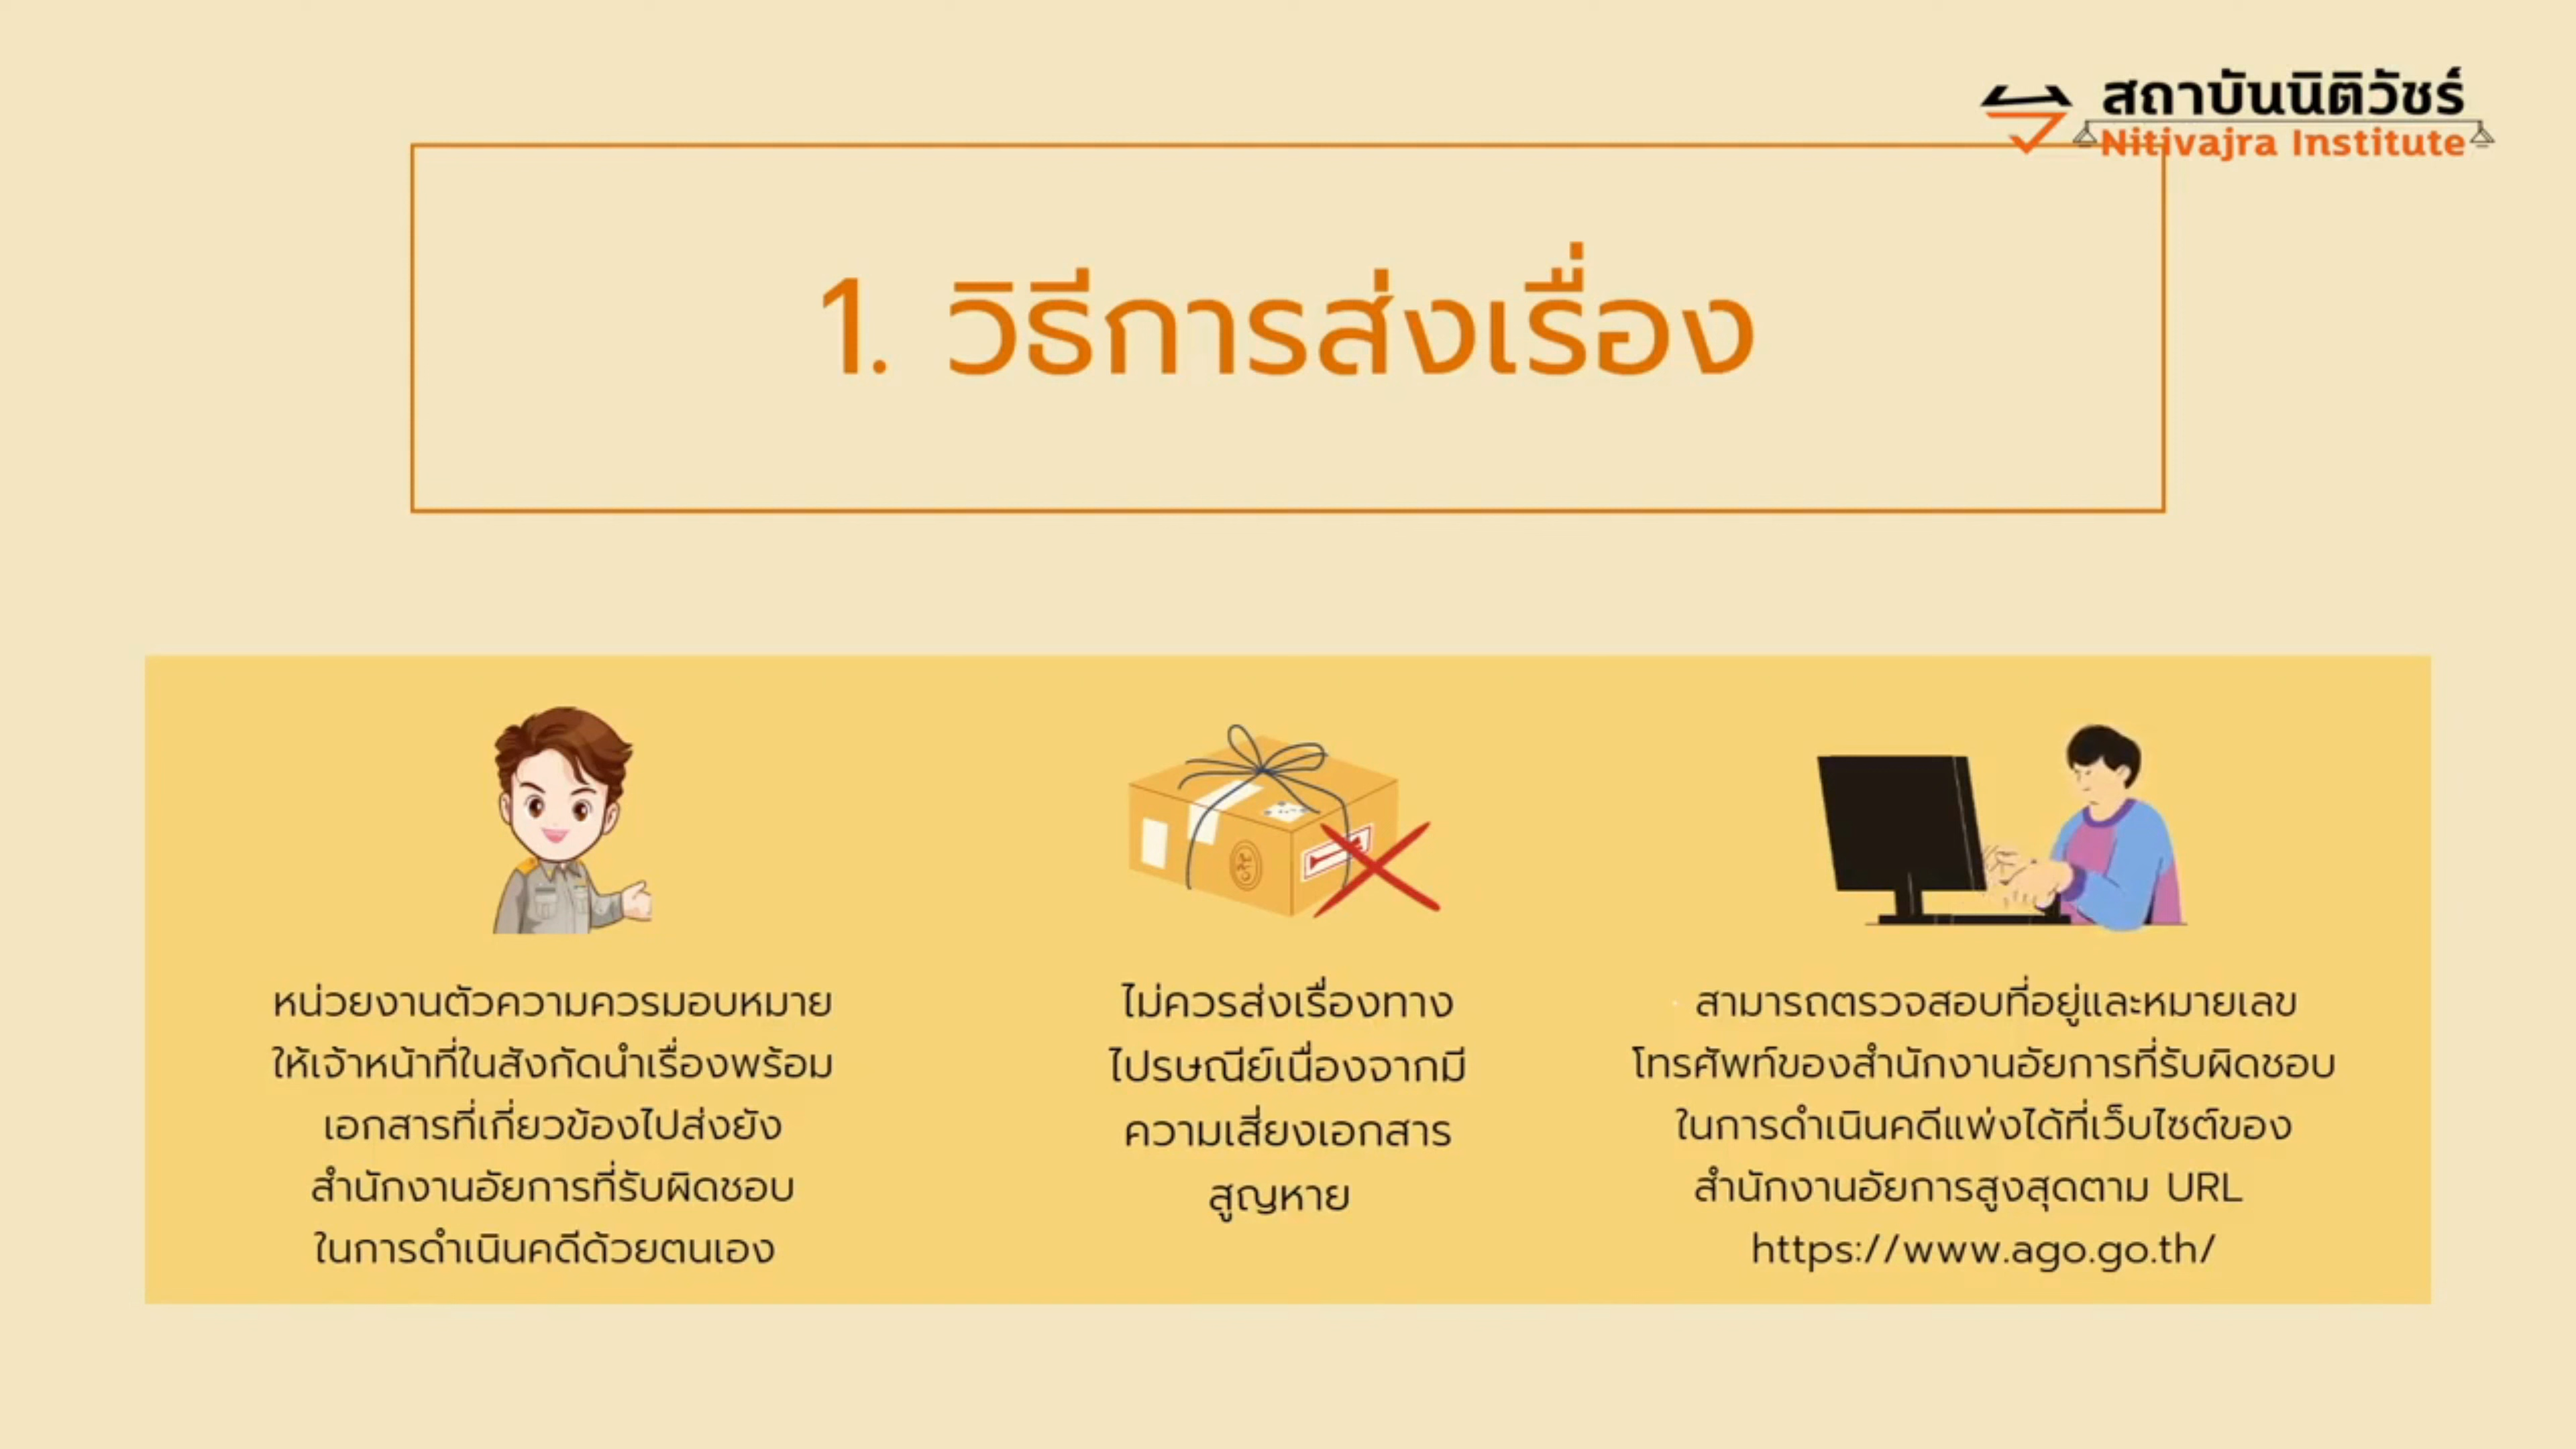 สถาบันนิติวัชร์
Nitivajra Institute
1. วิธีการส่งเรื่อง
หน่วยงานตัวความควรมอบหมาย
ให้เจ้าหน้าที่ในสังกัดนำเรื่องพร้อม
เอกสารที่เกี่ยวข้องไปส่งยัง
สำนักงานอัยการที่รับผิดชอบ
ในการดำเนินคดีด้วยตนเอง
ไม่ควรส่งเรื่องทาง
ไปรษณีย์เนื่องจากมี
ความเสี่ยงเอกสาร
สูญหาย
สามารถตรวจสอบที่อยู่และหมายเลข
โทรศัพท์ของสำนักงานอัยการที่รับผิดชอบ
ในการดำเนินคดีแพ่งได้ที่เว็บไซต์ของ
สำนักงานอัยการสูงสุดตาม URL
https://www.ago.go.th/